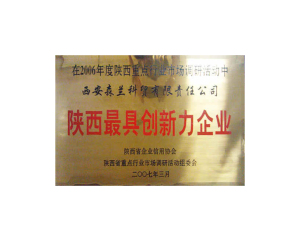 在2006年度陕西重点行业市场调研活动中
西安森兰科贸有限责任公司
陕西最具创新力企业
陕西省企业信用协会
陕西省重点行业市场调研活动组委会
二〇〇七年三月